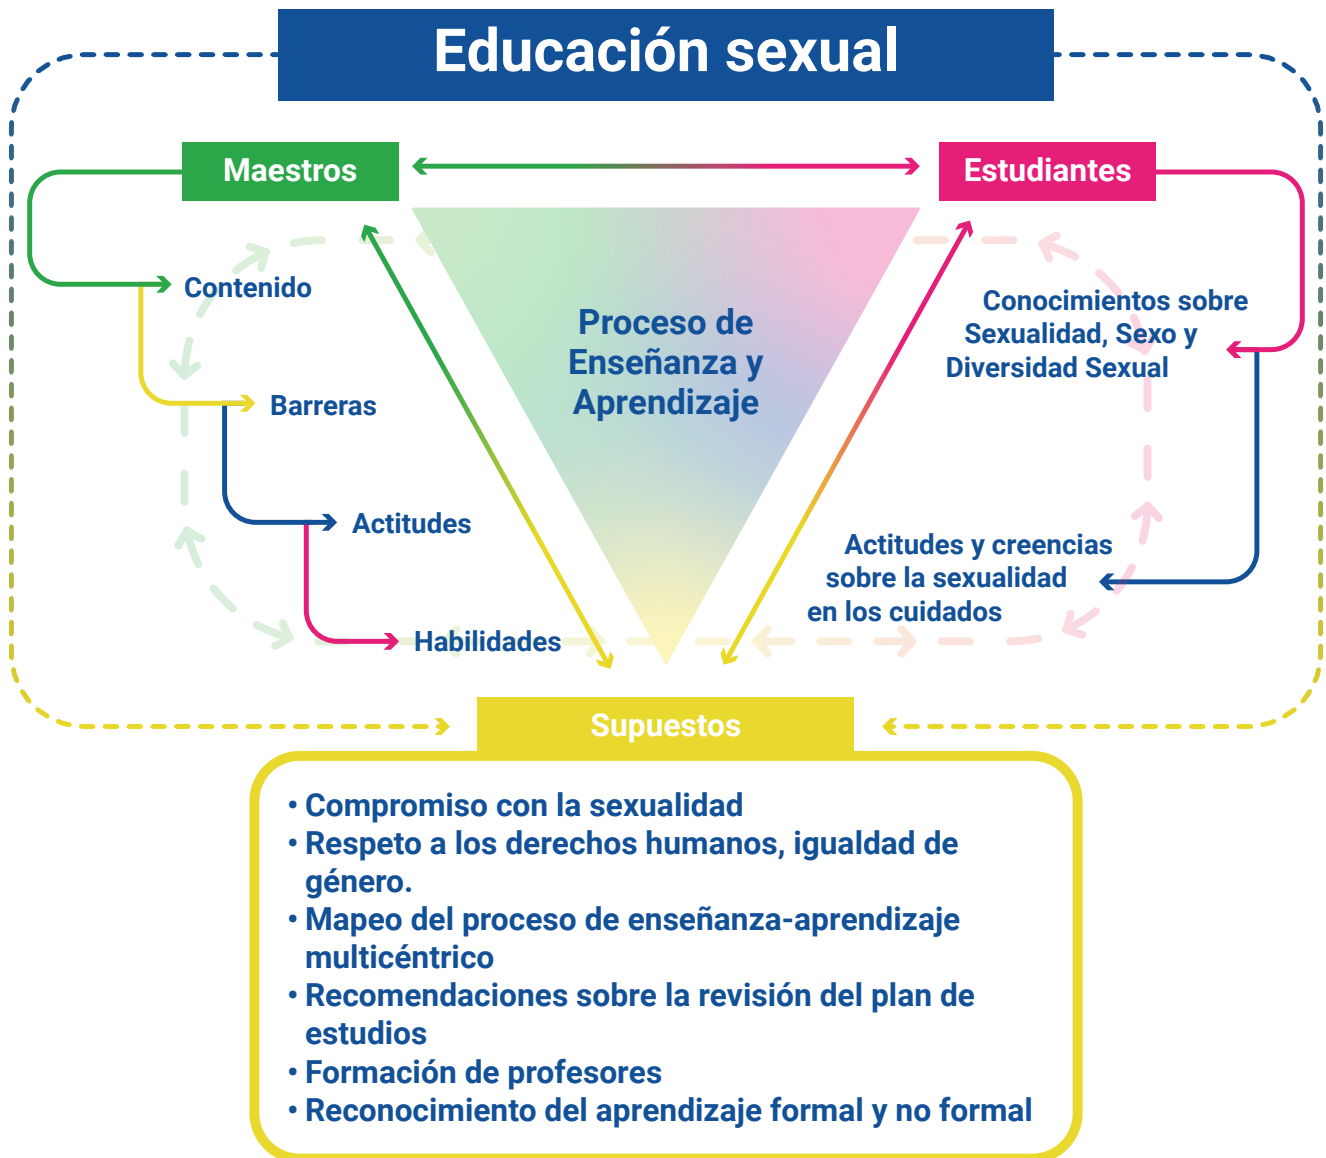 Educación sexual
Maestros
Estudiantes
Contenido
Barreras
Actitudes
Habilidades
Proceso de
Enseñanza y
Aprendizaje
Conocimientos sobre
Sexualidad, Sexo y
Diversidad Sexual
Actitudes y creencias
sobre la sexualidad
en los cuidados
Supuestos
• Compromiso con la sexualidad
• Respeto a los derechos humanos, igualdad de
género.
• Mapeo del proceso de enseñanza-aprendizaje
multicéntrico
• Recomendaciones sobre la revisión del plan de
estudios
• Formación de profesores
• Reconocimiento del aprendizaje formal y no formal